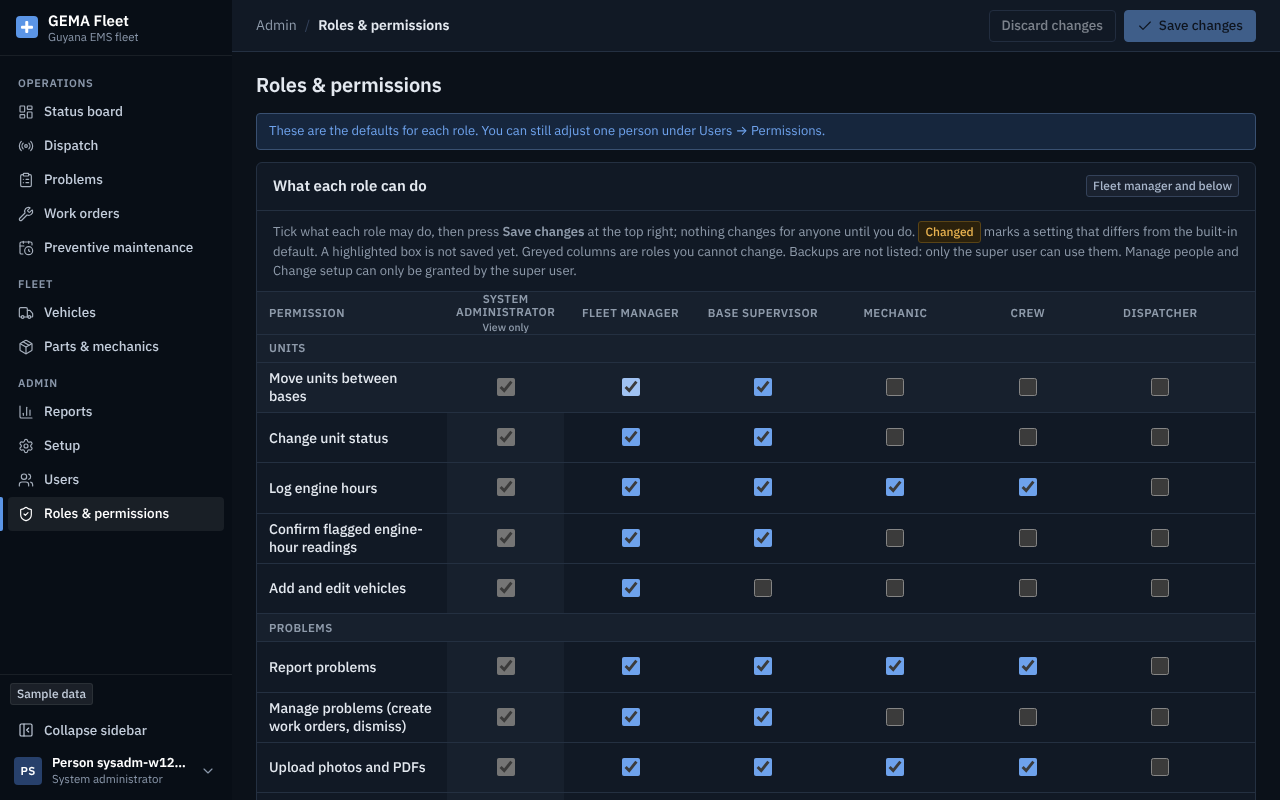 GEMA Fleet
Guyana EMS fleet
Admin / Roles & permissions
Discard changes
Save changes
OPERATIONS
Status board
Dispatch
Problems
Work orders
Preventive maintenance
FLEET
Vehicles
Parts & mechanics
ADMIN
Reports
Setup
Users
Roles & permissions
Sample data
Collapse sidebar
PS
Person sysadm-w12...
System administrator
Roles & permissions
These are the defaults for each role. You can still adjust one person under Users → Permissions.
What each role can do
Fleet manager and below
Tick what each role may do, then press Save changes at the top right; nothing changes for anyone until you do. Changed marks a setting that differs from the built-in
default. A highlighted box is not saved yet. Greyed columns are roles you cannot change. Backups are not listed: only the super user can use them. Manage people and
Change setup can only be granted by the super user.
PERMISSION
SYSTEM
ADMINISTRATOR
View only
FLEET MANAGER
BASE SUPERVISOR
MECHANIC
CREW
DISPATCHER
UNITS
Move units between
bases
Change unit status
Log engine hours
Confirm flagged engine-
hour readings
Add and edit vehicles
PROBLEMS
Report problems
Manage problems (create
work orders, dismiss)
Upload photos and PDFs